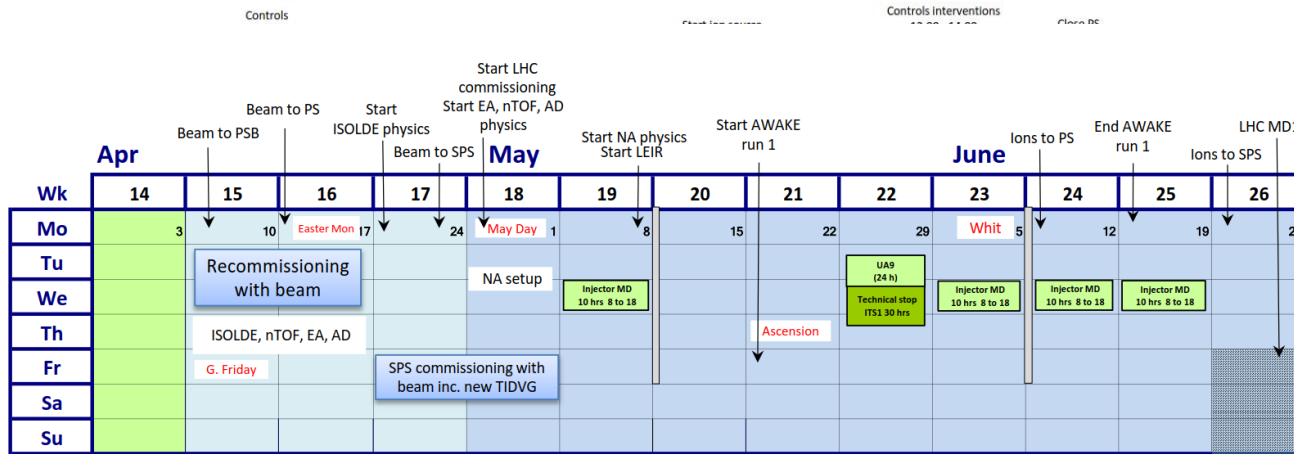 Controls
Controls interventions
Start ion source
Close PS
Start LHC
commissioning
Start EA, nTOF, AD
physics
Beam to PS
Start
ISOLDE physics
Beam to PSB
Beam to SPS
Start NA physics
Start LEIR
Start AWAKE
run 1
Ions to PS
End AWAKE
run 1
Ions to SPS
LHC MD1
Apr
May
June
Wk 14 15 16 17 18 19 20 21 22 23 24 25 26
Mo 3 10 Easter Mon 17 24 May Day 1 8 15 22 29 Whit 5 12 19
Tu
Recommissioning
with beam
NA setup
UA9
(24 h)
We
Injector MD
10 hrs 8 to 18
Technical stop
ITS1 30 hrs
Injector MD
10 hrs 8 to 18
Injector MD
10 hrs 8 to 18
Injector MD
10 hrs 8 to 18
Th
ISOLDE, nTOF, EA, AD
Ascension
Fr
G. Friday
SPS commissioning with
beam inc. new TIDVG
Sa
Su